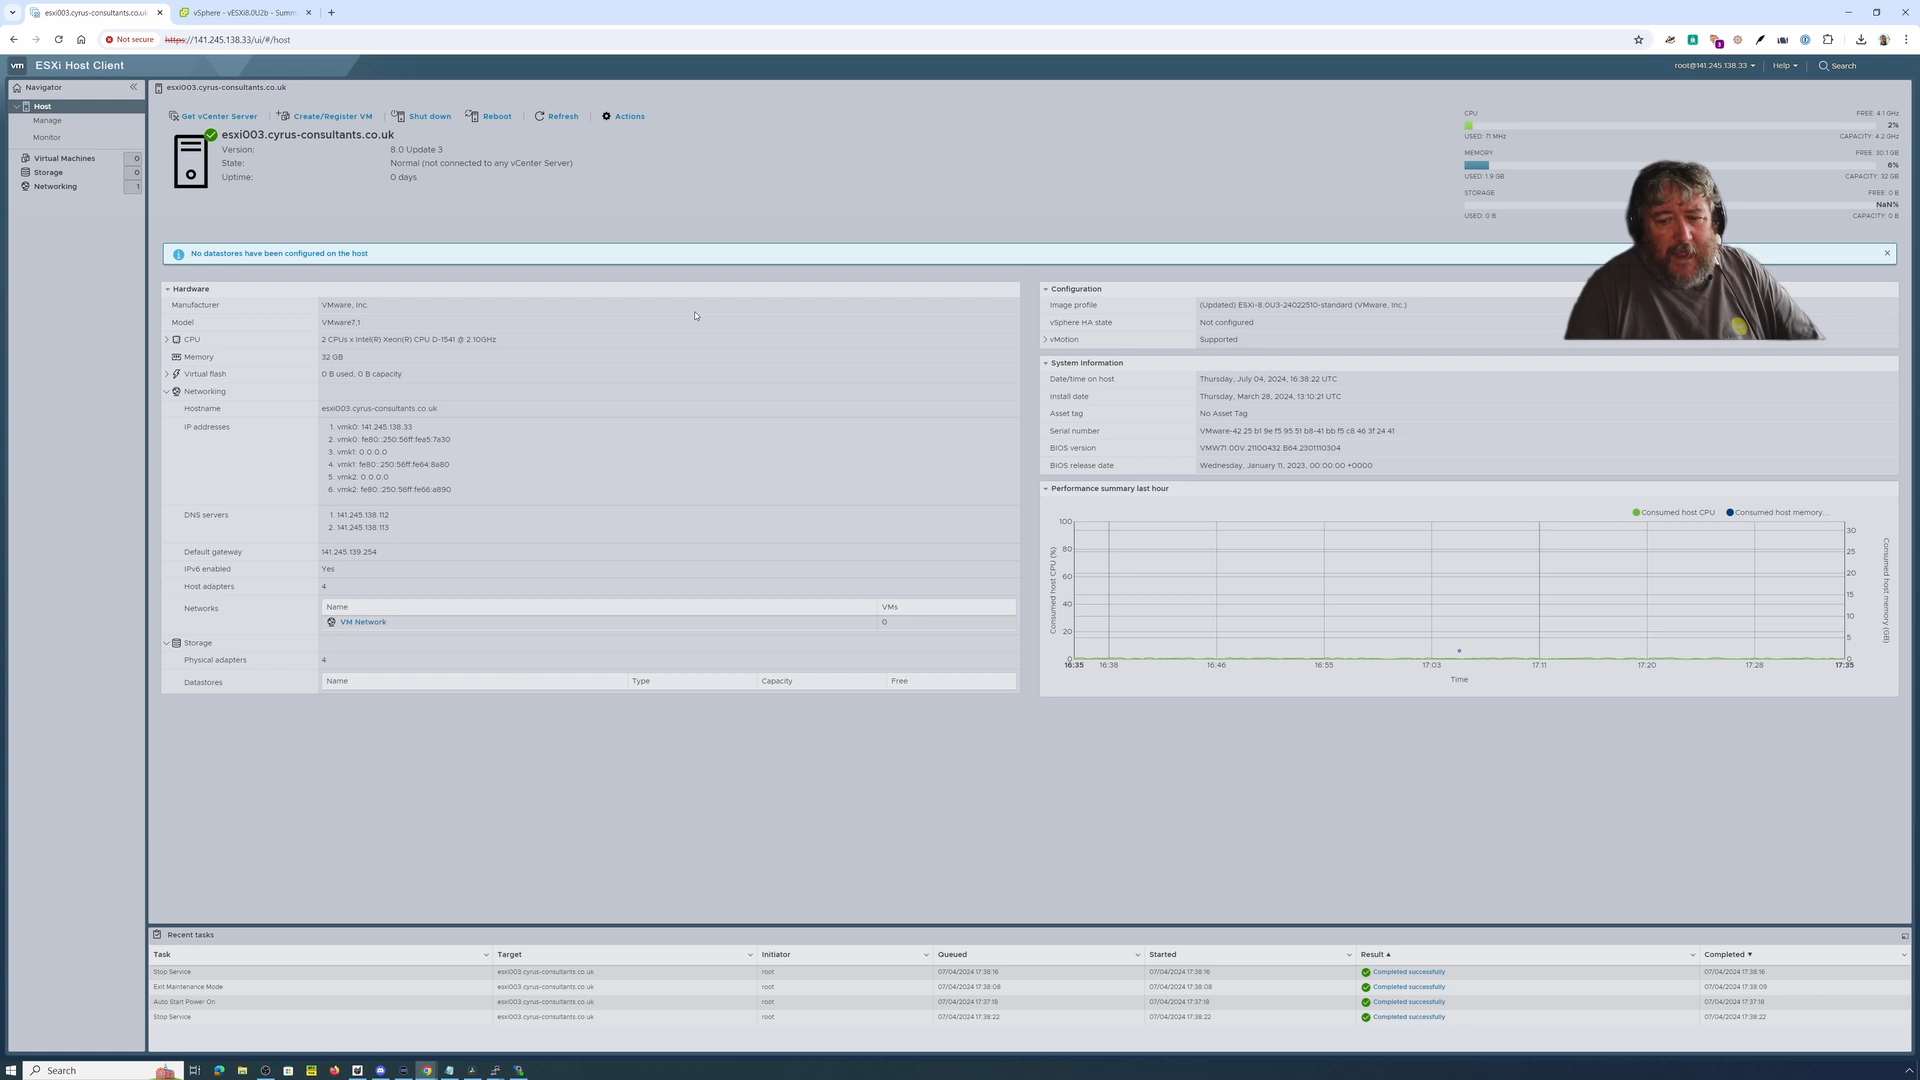 esxi003.cyrus-consultants.co.uk
vSphere - vESXi8.0U2b - Summ
Not secure
https://141.245.138.33/ui/#/host
3
vm ESXi Host Client
root@141.245.138.33
Help
Search
Navigator
Host
Manage
Monitor
Virtual Machines 0
Storage 0
Networking 1
esxi003.cyrus-consultants.co.uk
Get vCenter Server
Create/Register VM
Shut down
Reboot
Refresh
Actions
esxi003.cyrus-consultants.co.uk
Version: 8.0 Update 3
State: Normal (not connected to any vCenter Server)
Uptime: 0 days
CPU FREE: 4.1 GHz
2%
USED: 71 MHz CAPACITY: 4.2 GHz
MEMORY FREE: 30.1 GB
6%
USED: 1.9 GB CAPACITY: 32 GB
STORAGE FREE: 0 B
NaN%
USED: 0 B CAPACITY: 0 B
No datastores have been configured on the host
Hardware
Manufacturer VMware, Inc.
Model VMware7,1
CPU 2 CPUs x Intel(R) Xeon(R) CPU D-1541 @ 2.10GHz
Memory 32 GB
Virtual flash 0 B used, 0 B capacity
Networking
Hostname esxi003.cyrus-consultants.co.uk
IP addresses
1. vmk0: 141.245.138.33
2. vmk0: fe80::250:56ff:fea5:7a30
3. vmk1: 0.0.0.0
4. vmk1: fe80::250:56ff:fe64:8a80
5. vmk2: 0.0.0.0
6. vmk2: fe80::250:56ff:fe66:a890
DNS servers
1. 141.245.138.112
2. 141.245.138.113
Default gateway 141.245.139.254
IPv6 enabled Yes
Host adapters 4
Networks
Name VMs
VM Network 0
Storage
Physical adapters 4
Datastores
Name Type Capacity Free
Configuration
Image profile (Updated) ESXi-8.0U3-24022510-standard (VMware, Inc.)
vSphere HA state Not configured
vMotion Supported
System Information
Date/time on host Thursday, July 04, 2024, 16:38:22 UTC
Install date Thursday, March 28, 2024, 13:10:21 UTC
Asset tag No Asset Tag
Serial number VMware-42 25 b1 9e f5 95 51 b8-41 bb f5 c8 46 3f 24 41
BIOS version VMW71.00V.21100432.B64.2301110304
BIOS release date Wednesday, January 11, 2023, 00:00:00 +0000
Performance summary last hour
Consumed host CPU
Consumed host memory...
Consumed host CPU (%)
100
80
60
40
20
0
30
25
20
15
10
5
0
Consumed host memory (GB)
16:35 16:38 16:46 16:55 17:03 17:11 17:20 17:28 17:35
Time
Recent tasks
Task Target Initiator Queued Started Result Completed
Stop Service esxi003.cyrus-consultants.co.uk root 07/04/2024 17:38:16 07/04/2024 17:38:16 Completed successfully 07/04/2024 17:38:16
Exit Maintenance Mode esxi003.cyrus-consultants.co.uk root 07/04/2024 17:38:08 07/04/2024 17:38:08 Completed successfully 07/04/2024 17:38:09
Auto Start Power On esxi003.cyrus-consultants.co.uk root 07/04/2024 17:37:18 07/04/2024 17:37:18 Completed successfully 07/04/2024 17:37:18
Stop Service esxi003.cyrus-consultants.co.uk root 07/04/2024 17:38:22 07/04/2024 17:38:22 Completed successfully 07/04/2024 17:38:22
Search